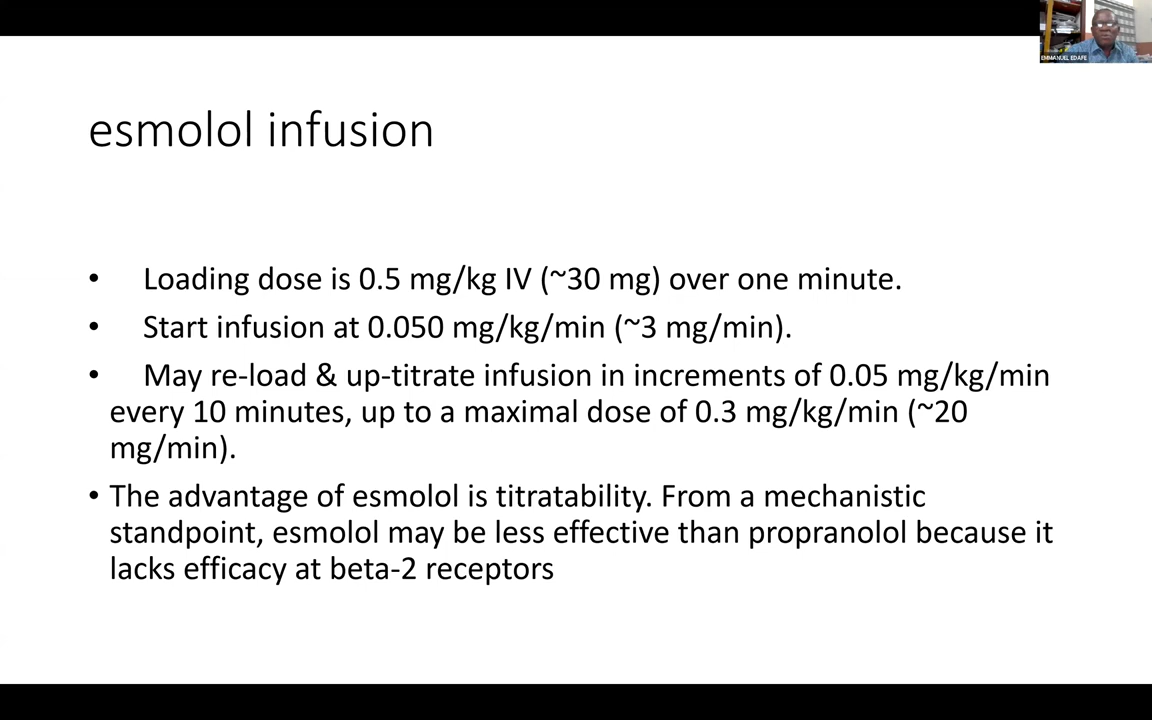 EMMANUEL EDAFE
esmolol infusion
• Loading dose is 0.5 mg/kg IV (~30 mg) over one minute.
• Start infusion at 0.050 mg/kg/min (~3 mg/min).
• May re-load & up-titrate infusion in increments of 0.05 mg/kg/min
every 10 minutes, up to a maximal dose of 0.3 mg/kg/min (~20
mg/min).
• The advantage of esmolol is titratability. From a mechanistic
standpoint, esmolol may be less effective than propranolol because it
lacks efficacy at beta-2 receptors